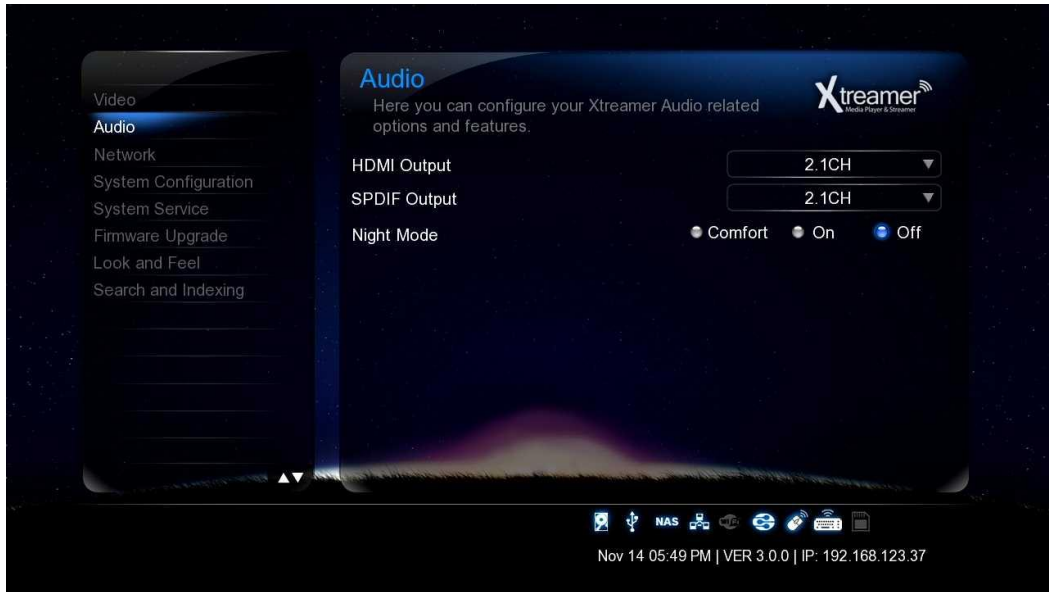 Video
Audio
Network
System Configuration
System Service
Firmware Upgrade
Look and Feel
Search and Indexing
Audio
Here you can configure your Xtreamer Audio related
options and features.
Xtreamer
Media Player & Streamer
HDMI Output
2.1CH
SPDIF Output
2.1CH
Night Mode
Comfort
On
Off
NAS
Nov 14 05:49 PM | VER 3.0.0 | IP: 192.168.123.37